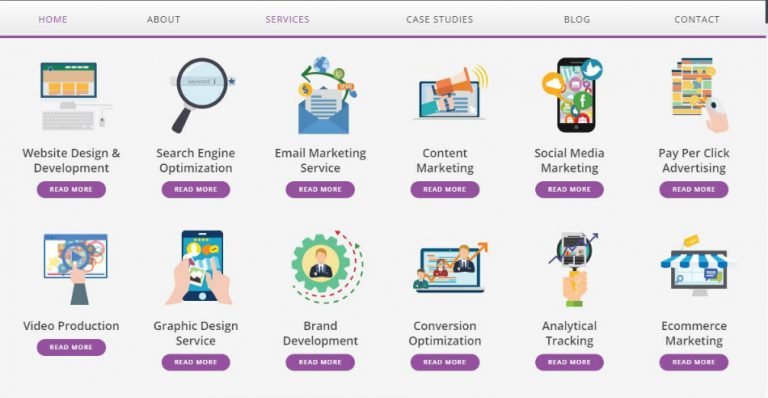 HOME ABOUT SERVICES CASE STUDIES BLOG CONTACT
keyword
Website Design &
Development
READ MORE
Search Engine
Optimization
READ MORE
Email Marketing
Service
READ MORE
Content
Marketing
READ MORE
Social Media
Marketing
READ MORE
Pay Per Click
Advertising
READ MORE
Video Production
READ MORE
Graphic Design
Service
READ MORE
Brand
Development
READ MORE
Conversion
Optimization
READ MORE
Analytical
Tracking
READ MORE
Ecommerce
Marketing
READ MORE